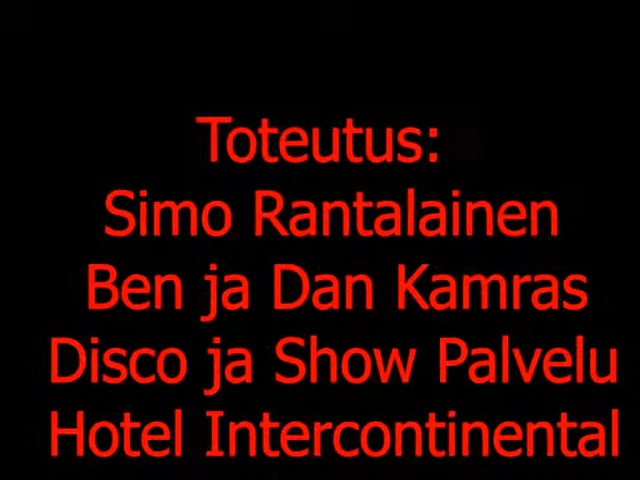 Toteutus:
Simo Rantalainen
Ben ja Dan Kamras
Disco ja Show Palvelu
Hotel Intercontinental